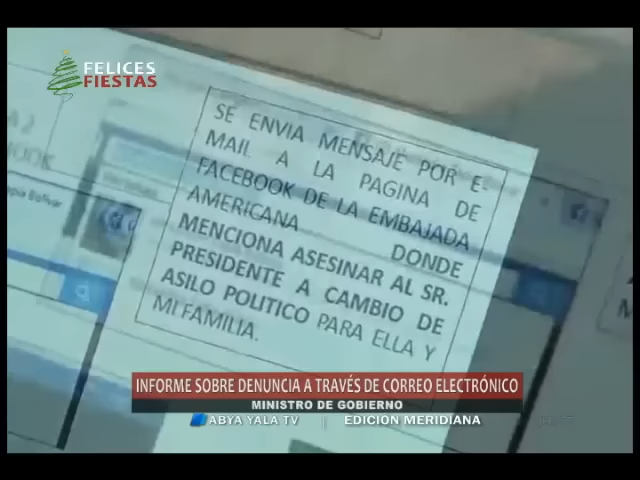 FELICES
FIESTAS
SE ENVIA MENSAJE POR E-
MAIL A LA PAGINA DE
FACEBOOK DE LA EMBAJADA
AMERICANA DONDE
MENCIONA ASESINAR AL SR.
PRESIDENTE A CAMBIO DE
ASILO POLITICO PARA ELLA Y
MI FAMILIA.
INFORME SOBRE DENUNCIA A TRAVÉS DE CORREO ELECTRÓNICO
MINISTRO DE GOBIERNO
ABYA YALA TV | EDICION MERIDIANA